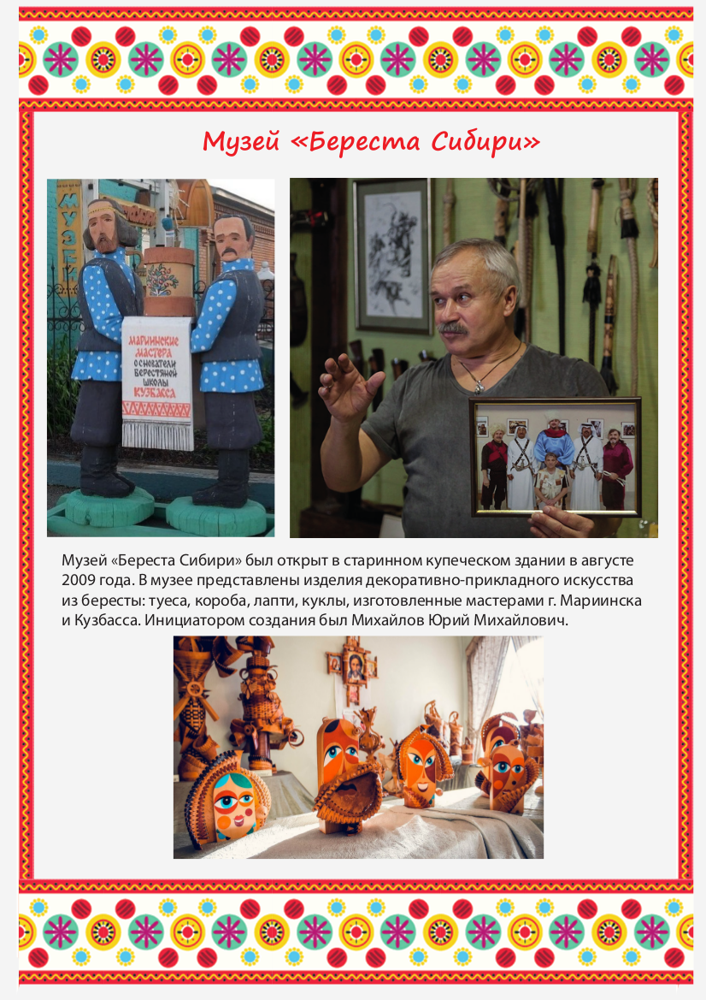 Музей «Береста Сибири»
МУЗЕЙ
МАРИИНСКИЕ
МАСТЕРА
ОСНОВАТЕЛИ
БЕРЕСТЯНОЙ
ШКОЛЫ
КУЗБАССА
Музей «Береста Сибири» был открыт в старинном купеческом здании в августе
2009 года. В музее представлены изделия декоративно-прикладного искусства
из бересты: туеса, короба, лапти, куклы, изготовленные мастерами г. Мариинска
и Кузбасса. Инициатором создания был Михайлов Юрий Михайлович.